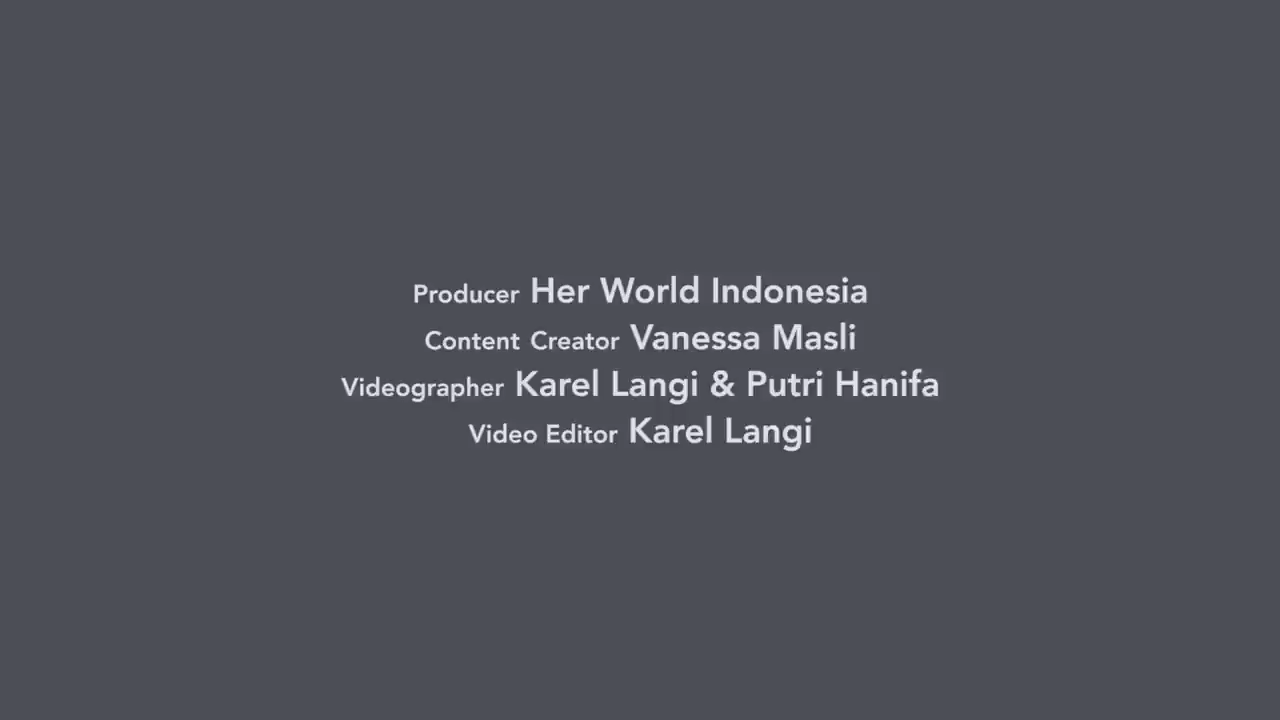 Producer Her World Indonesia
Content Creator Vanessa Masli
Videographer Karel Langi & Putri Hanifa
Video Editor Karel Langi